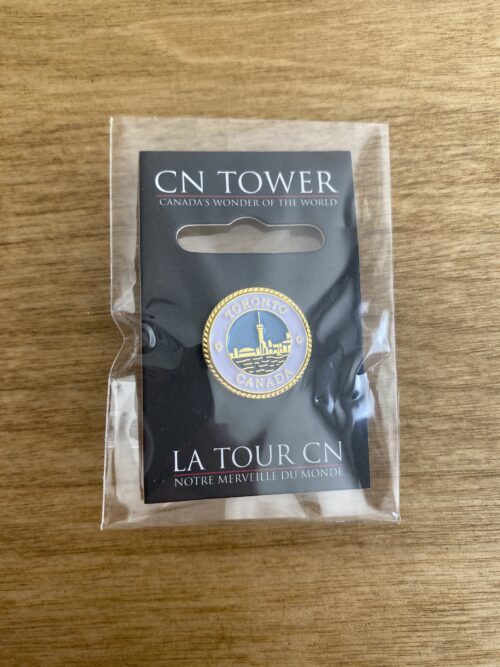 CN TOWER
CANADA'S WONDER OF THE WORLD
TORONTO
CANADA
LA TOUR CN
NOTRE MERVEILLE DU MONDE